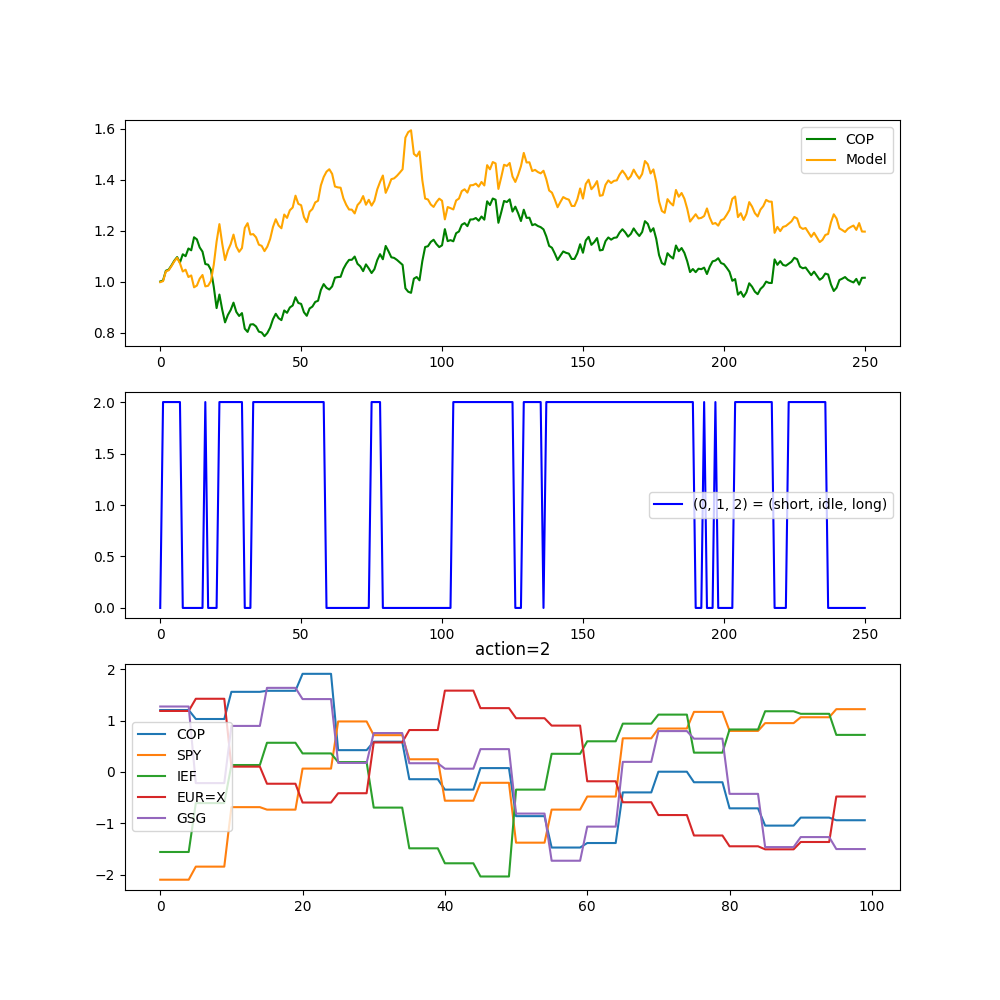 1.6
1.4
1.2
1.0
0.8
COP
Model
0 50 100 150 200 250
2.0
1.5
1.0
0.5
0.0
(0, 1, 2) = (short, idle, long)
0 50 100 150 200 250
action=2
2
1
0
−1
−2
COP
SPY
IEF
EUR=X
GSG
0 20 40 60 80 100